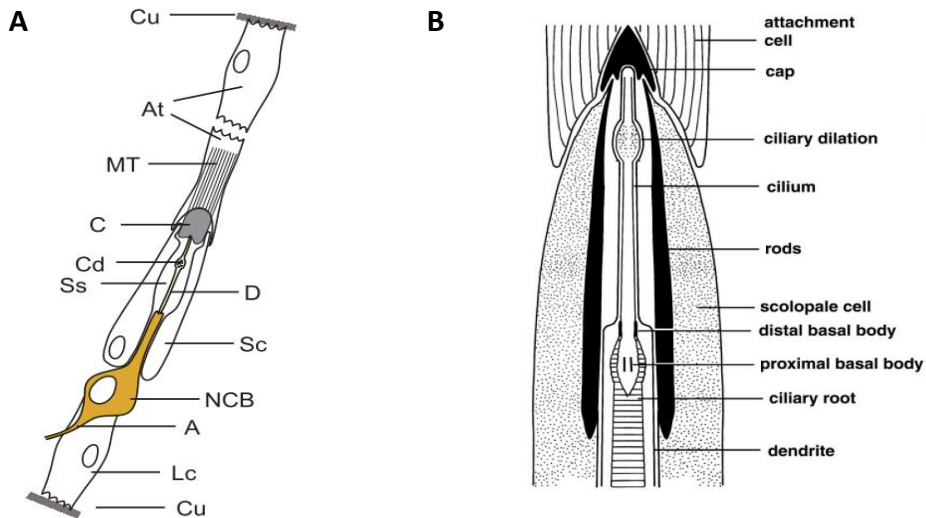 A
Cu
At
MT
C
Cd
Ss
D
Sc
NCB
A
Lc
Cu
B
attachment
cell
cap
ciliary dilation
cilium
rods
scolopale cell
distal basal body
proximal basal body
ciliary root
dendrite